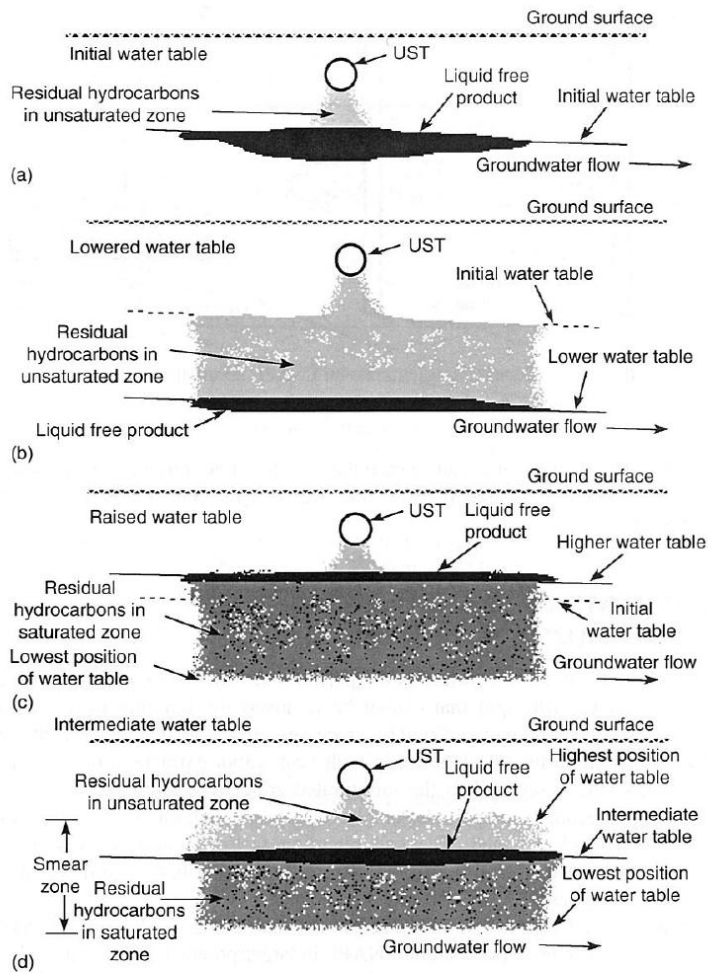 Ground surface
Initial water table
UST
Liquid free
product
Residual hydrocarbons
in unsaturated zone
Initial water table
Groundwater flow
(a)
Ground surface
Lowered water table
UST
Initial water table
Residual
hydrocarbons in
unsaturated zone
Lower water table
Liquid free product
Groundwater flow
(b)
Ground surface
Raised water table
UST
Liquid free
product
Higher water table
Residual
hydrocarbons in
saturated zone
Initial
water table
Lowest position
of water table
Groundwater flow
(c)
Intermediate water table
Ground surface
UST
Residual hydrocarbons
in unsaturated zone
Liquid free
product
Highest position
of water table
Intermediate
water table
Smear
zone
Residual
hydrocarbons
in saturated
zone
Lowest position
of water table
Groundwater flow
(d)